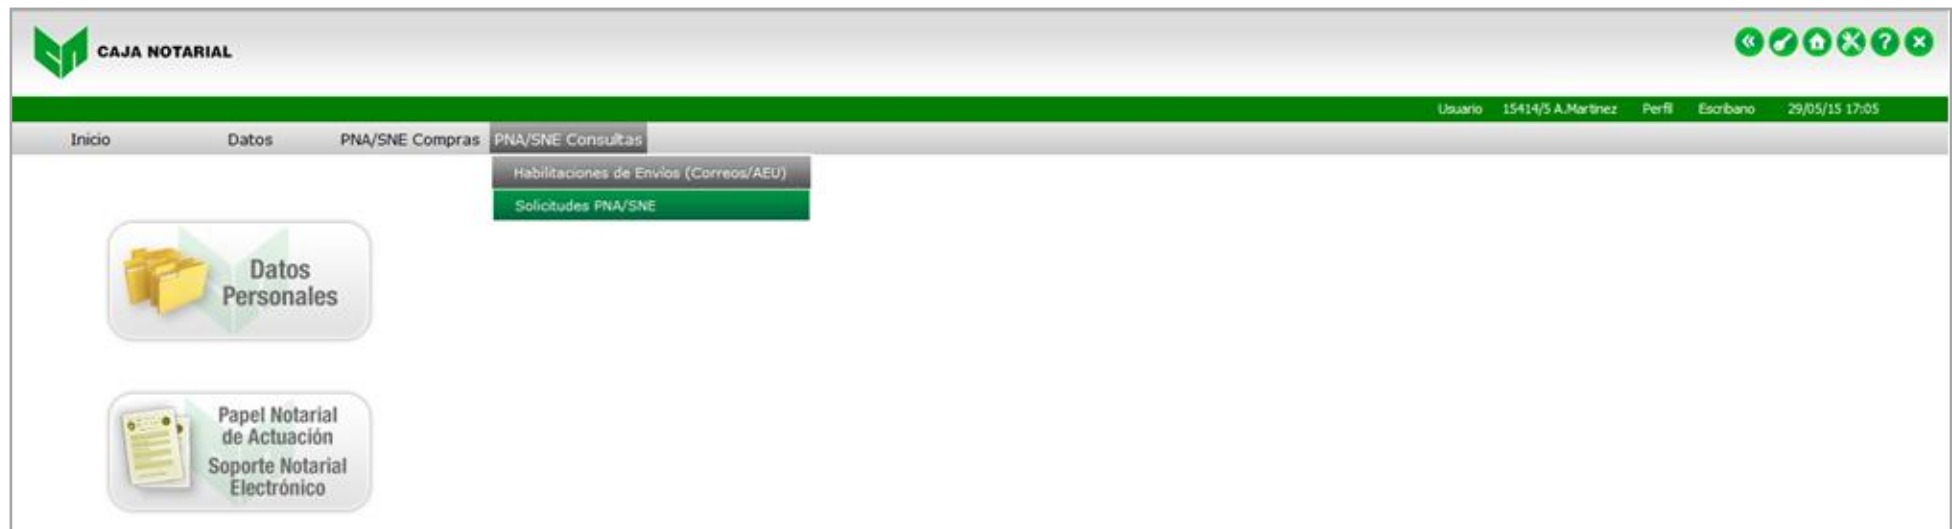 CAJA NOTARIAL
Usuario 15414/5 A.Martinez Perfil Escribano 29/05/15 17:05
Inicio Datos PNA/SNE Compras PNA/SNE Consultas
Habilitaciones de Envíos (Correos/AEU)
Solicitudes PNA/SNE
Datos
Personales
Papel Notarial
de Actuación
Soporte Notarial
Electrónico